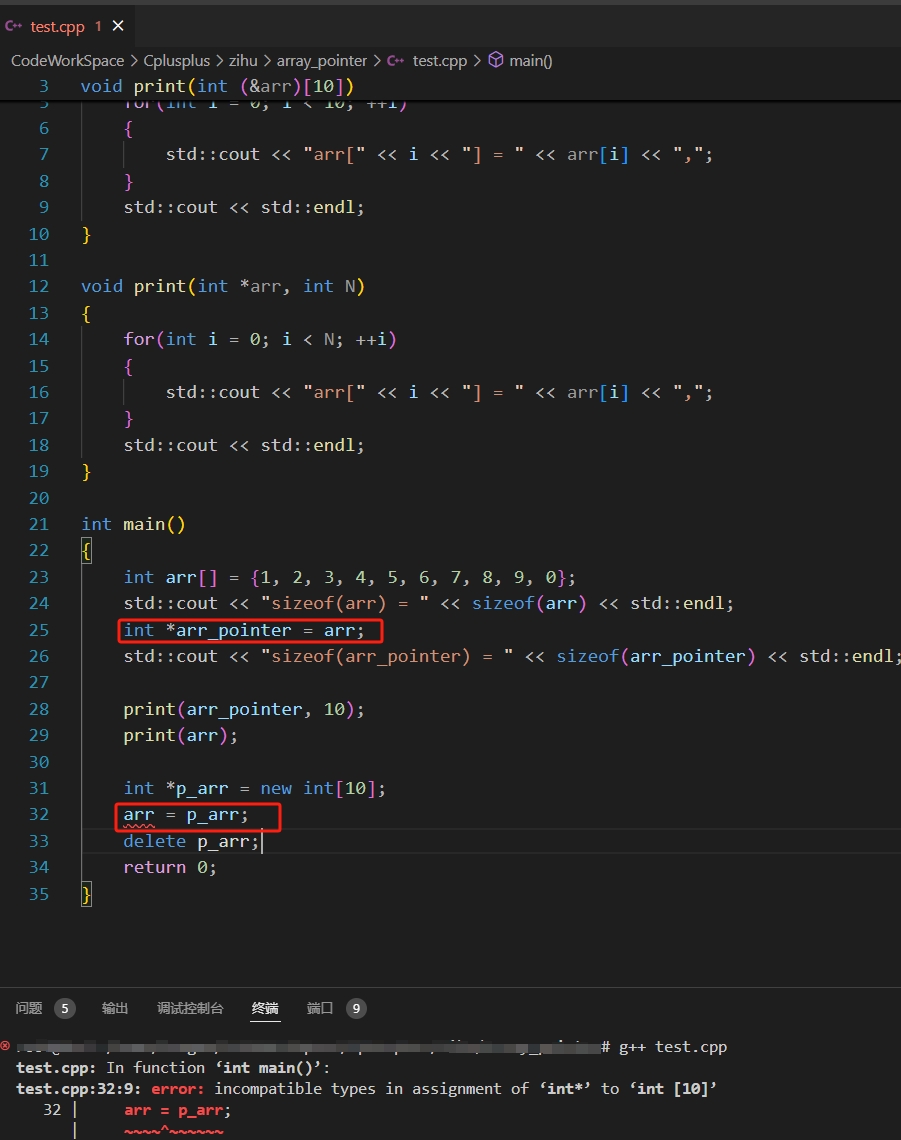 test.cpp 1
CodeWorkSpace > Cplusplus > zihu > array_pointer > test.cpp > main()
3 void print(int (&arr)[10])
5 for(int i = 0; i < 10; ++i)
6 {
7 std::cout << "arr[" << i << "] = " << arr[i] << ",";
8 }
9 std::cout << std::endl;
10 }
11
12 void print(int *arr, int N)
13 {
14 for(int i = 0; i < N; ++i)
15 {
16 std::cout << "arr[" << i << "] = " << arr[i] << ",";
17 }
18 std::cout << std::endl;
19 }
20
21 int main()
22 {
23 int arr[] = {1, 2, 3, 4, 5, 6, 7, 8, 9, 0};
24 std::cout << "sizeof(arr) = " << sizeof(arr) << std::endl;
25 int *arr_pointer = arr;
26 std::cout << "sizeof(arr_pointer) = " << sizeof(arr_pointer) << std::endl;
27
28 print(arr_pointer, 10);
29 print(arr);
30
31 int *p_arr = new int[10];
32 arr = p_arr;
33 delete p_arr;
34 return 0;
35 }
问题 5 输出 调试控制台 终端 端口 9
# g++ test.cpp
test.cpp: In function ‘int main()’:
test.cpp:32:9: error: incompatible types in assignment of ‘int*’ to ‘int [10]’
32 | arr = p_arr;
| ~~~~^~~~~~~